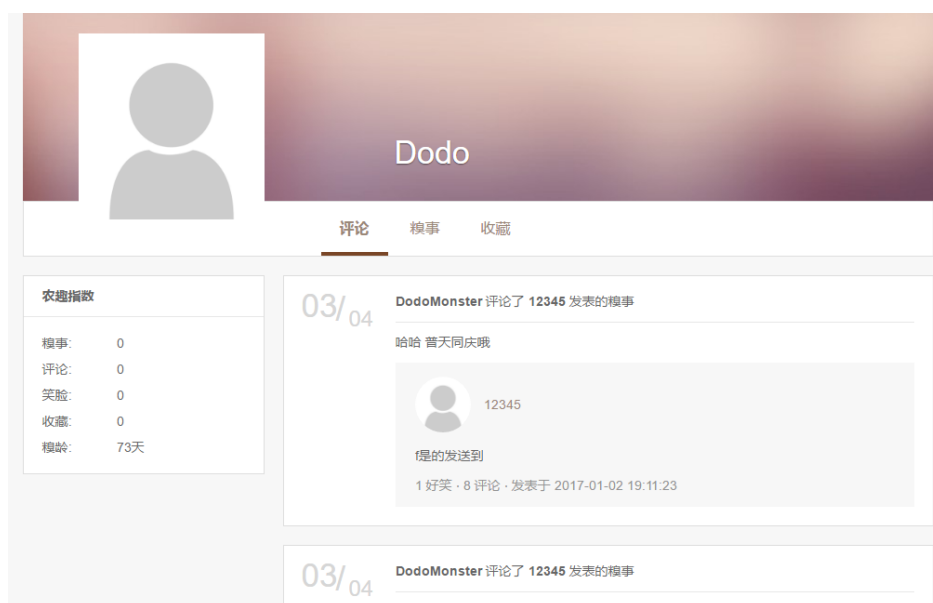 Dodo
评论 糗事 收藏
农趣指数
糗事: 0
评论: 0
笑脸: 0
收藏: 0
糗龄: 73天
03/04
DodoMonster 评论了 12345 发表的糗事
哈哈 普天同庆哦
12345
f是的发送到
1 好笑 · 8 评论 · 发表于 2017-01-02 19:11:23
03/04
DodoMonster 评论了 12345 发表的糗事